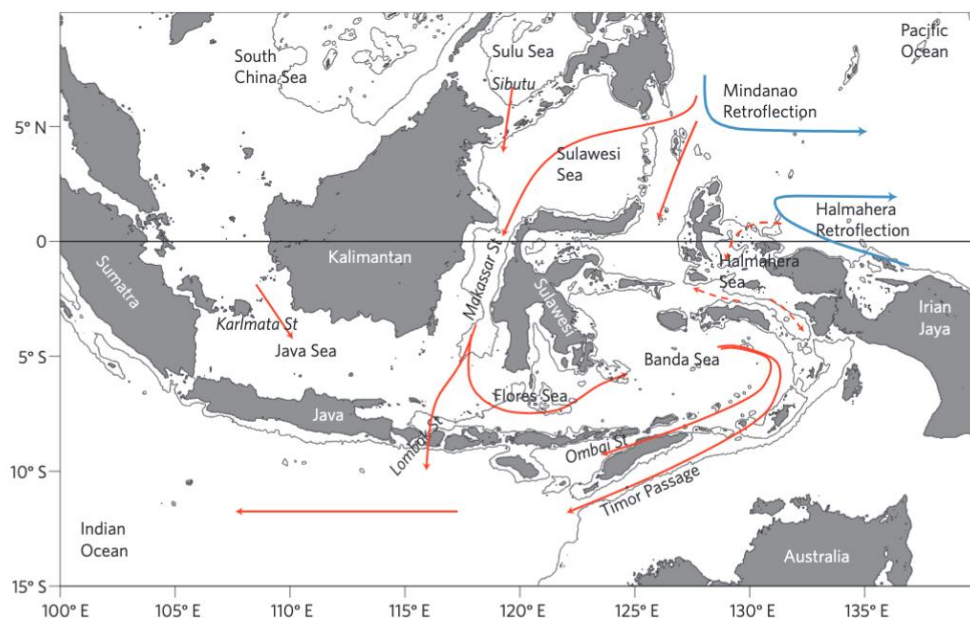 South
China Sea
Sulu Sea
Sibutu
Pacific
Ocean
Mindanao
Retroflection
5° N
Sulawesi
Sea
Halmahera
Retroflection
0
Kalimantan
Makassar St
Halmahera
Sea
Sumatra
Sulawesi
Irian
Jaya
Karlmata St
Java Sea
5° S
Banda Sea
Flores Sea
Java
Lombok St
Ombai St
10° S
Timor Passage
Indian
Ocean
Australia
15° S
100° E
105° E
110° E
115° E
120° E
125° E
130° E
135° E